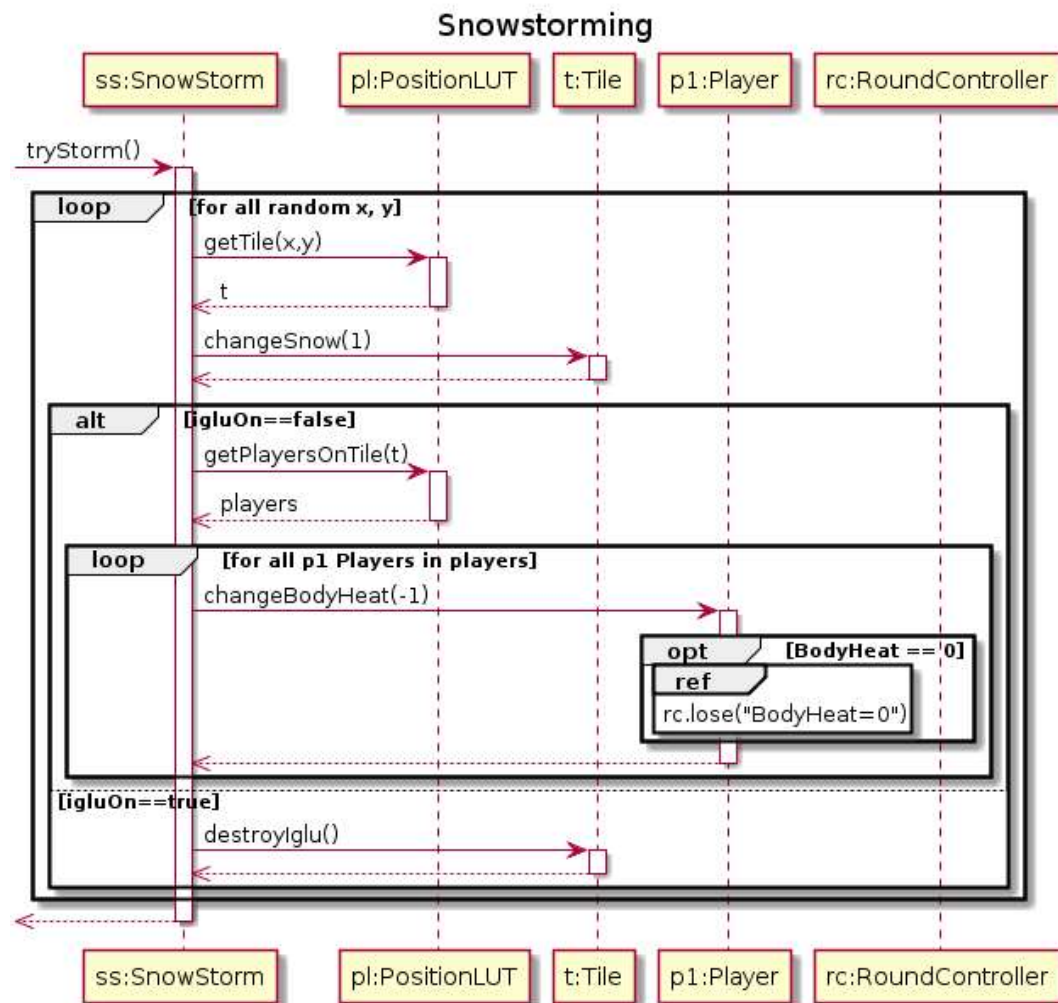 Snowstorming
ss:SnowStorm pl:PositionLUT t:Tile p1:Player rc:RoundController
tryStorm()
loop [for all random x, y]
getTile(x,y)
t
changeSnow(1)
alt [igluOn==false]
getPlayersOnTile(t)
players
loop [for all p1 Players in players]
changeBodyHeat(-1)
opt [BodyHeat == 0]
ref
rc.lose("BodyHeat=0")
[igluOn==true]
destroyIglu()
ss:SnowStorm pl:PositionLUT t:Tile p1:Player rc:RoundController